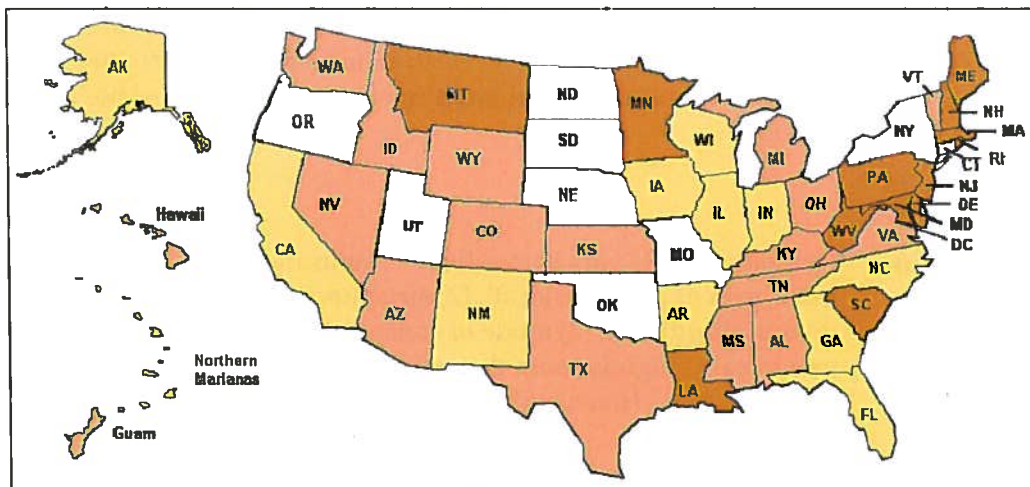 AK
WA
MT
ND
MN
VT
ME
OR
SD
NH
WI
NY
MA
ID
WY
MI
RI
CT
NE
IA
PA
NJ
Hawaii
NV
UT
IL
IN
OH
DE
CO
WV
MD
CA
KS
MO
KY
VA
DC
NC
TN
AZ
NM
OK
AR
SC
MS
AL
GA
Northern
Marianas
TX
LA
FL
Guam